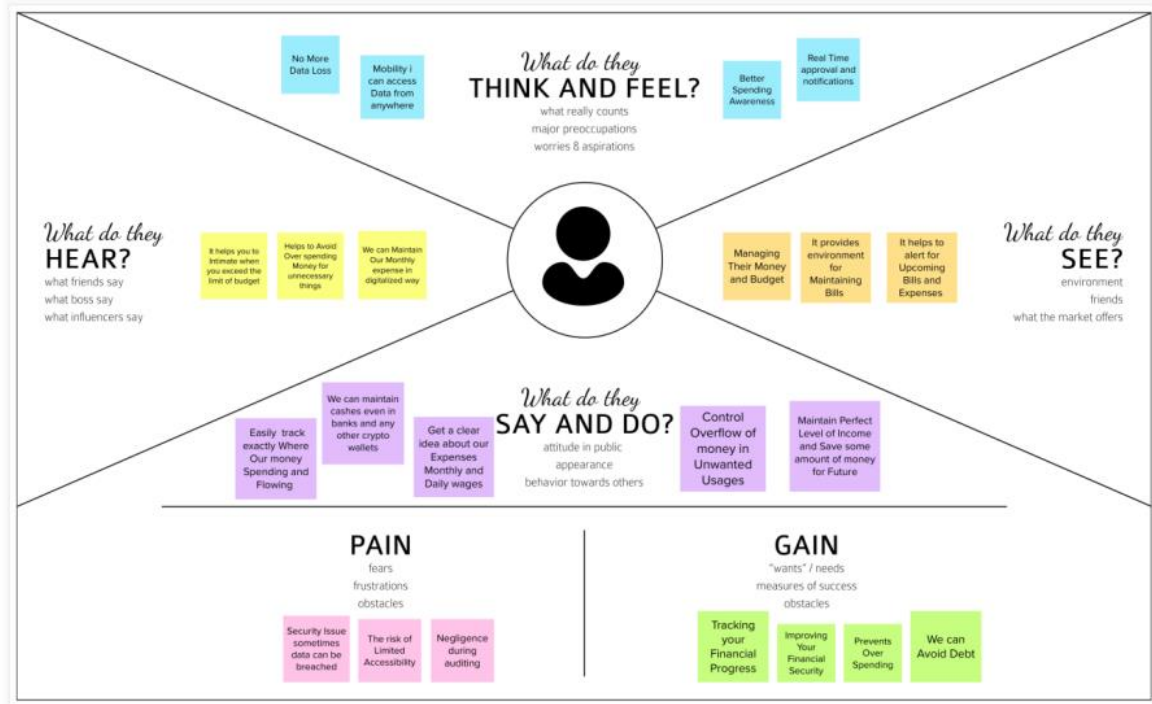 No More
Data Loss
Mobility i
can access
Data from
anywhere
What do they
THINK AND FEEL?
what really counts
major preoccupations
worries & aspirations
Better
Spending
Awareness
Real Time
approval and
notifications
What do they
HEAR?
what friends say
what boss say
what influencers say
It helps you to
Intimate when
you exceed the
limit of budget
Helps to Avoid
Over spending
Money for
unnecessary
things
We can Maintain
Our Monthly
expense in
digitalized way
Managing
Their Money
and Budget
It provides
environment
for
Maintaining
Bills
It helps to
alert for
Upcoming
Bills and
Expenses
What do they
SEE?
environment
friends
what the market offers
Easily track
exactly Where
Our money
Spending and
Flowing
We can maintain
cashes even in
banks and any
other crypto
wallets
Get a clear
idea about our
Expenses
Monthly and
Daily wages
What do they
SAY AND DO?
attitude in public
appearance
behavior towards others
Control
Overflow of
money in
Unwanted
Usages
Maintain Perfect
Level of Income
and Save some
amount of money
for Future
PAIN
fears
frustrations
obstacles
Security Issue
sometimes
data can be
breached
The risk of
Limited
Accessibility
Negligence
during
auditing
GAIN
"wants" / needs
measures of success
obstacles
Tracking
your
Financial
Progress
Improving
Your
Financial
Security
Prevents
Over
Spending
We can
Avoid Debt